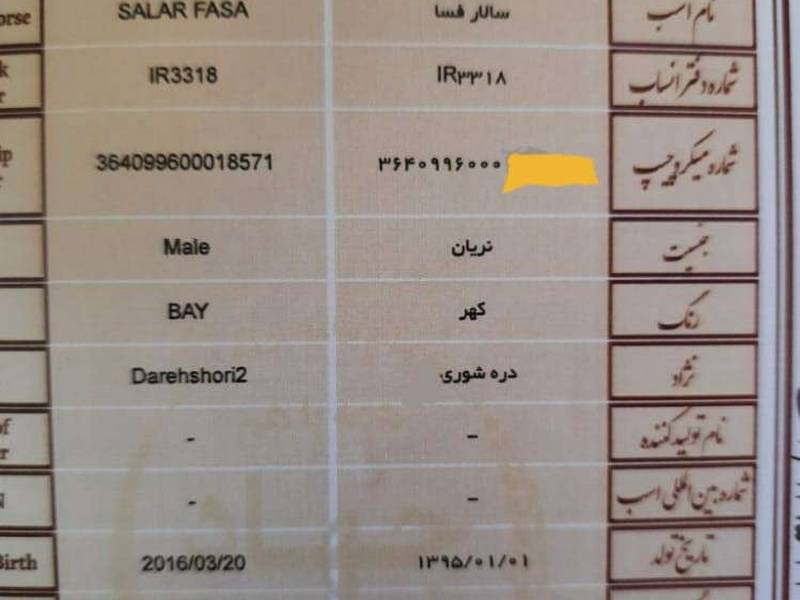 orse SALAR FASA سالار فسا نام اسب
k r IR3318 IR۳۳۱۸ شماره دفتر انساب
ip 364099600018571 ۳۶۴۰۹۹۶۰۰۰ شماره میکروچیپ
Male نریان جنسیت
BAY کهر رنگ
Darehshori2 دره شوری نژاد
of r - - نام تولید کننده
N - - شماره بین المللی اسب
Birth 2016/03/20 ۱۳۹۵/۰۱/۰۱ تاریخ تولد